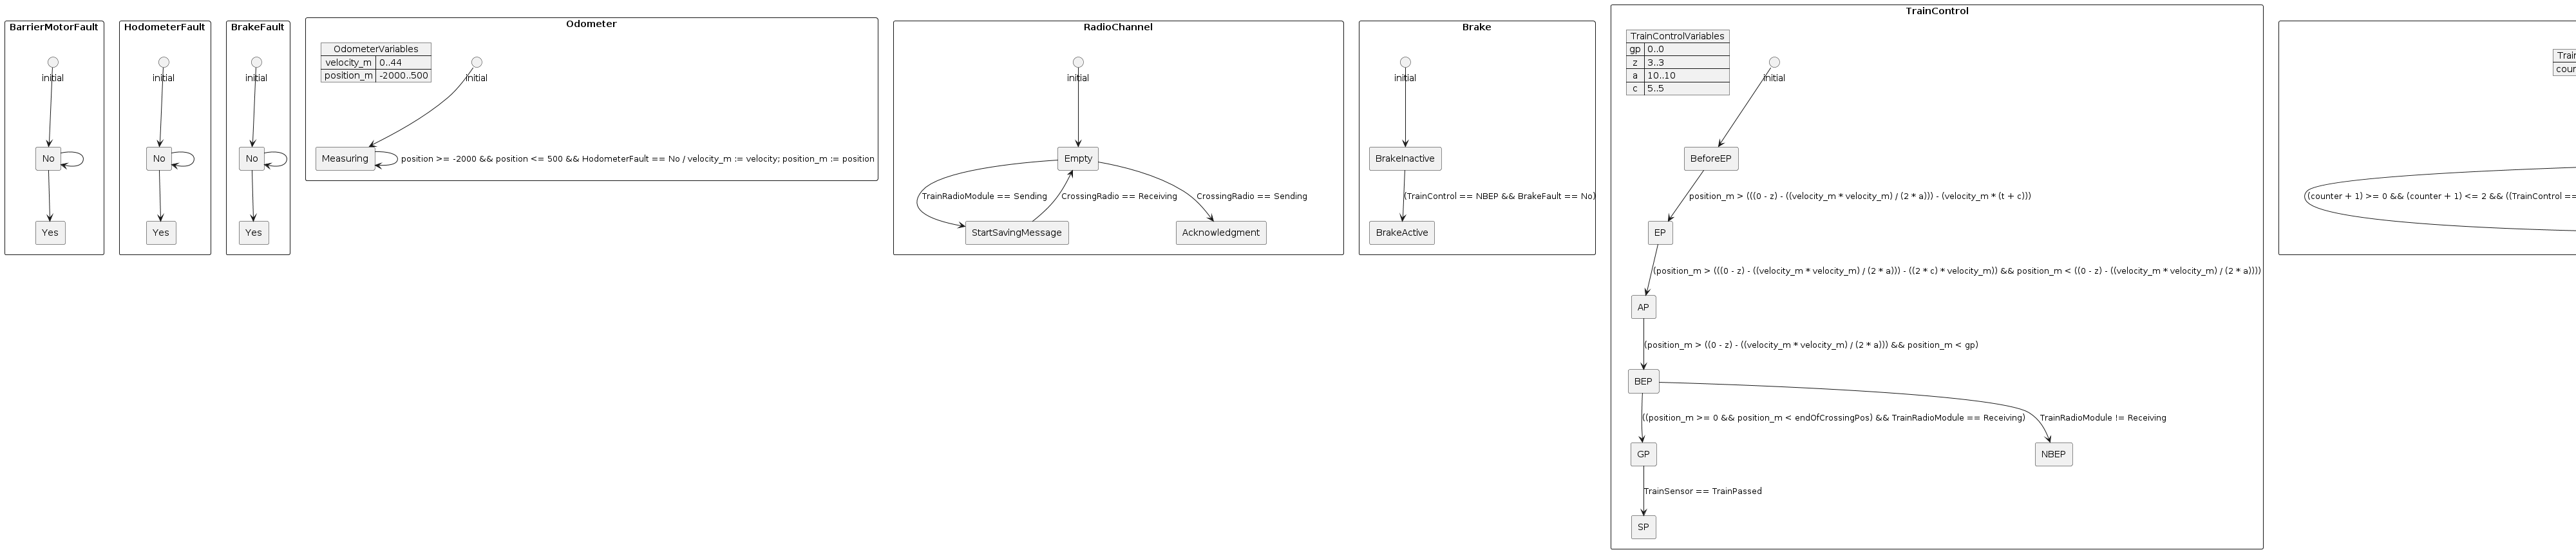 BarrierMotorFault
initial
No
Yes
HodometerFault
initial
No
Yes
BrakeFault
initial
No
Yes
Odometer
OdometerVariables
velocity_m 0..44
position_m -2000..500
initial
Measuring
position >= -2000 && position <= 500 && HodometerFault == No / velocity_m := velocity; position_m := position
RadioChannel
initial
Empty
TrainRadioModule == Sending
CrossingRadio == Receiving
CrossingRadio == Sending
StartSavingMessage
Acknowledgment
Brake
initial
BrakeInactive
(TrainControl == NBEP && BrakeFault == No)
BrakeActive
TrainControl
TrainControlVariables
gp 0..0
z 3..3
a 10..10
c 5..5
initial
BeforeEP
position_m > (((0 - z) - ((velocity_m * velocity_m) / (2 * a))) - (velocity_m * (t + c)))
EP
(position_m > (((0 - z) - ((velocity_m * velocity_m) / (2 * a))) - ((2 * c) * velocity_m)) && position_m < ((0 - z) - ((velocity_m * velocity_m) / (2 * a))))
AP
(position_m > ((0 - z) - ((velocity_m * velocity_m) / (2 * a))) && position_m < gp)
BEP
((position_m >= 0 && position_m < endOfCrossingPos) && TrainRadioModule == Receiving)
TrainRadioModule != Receiving
GP
NBEP
TrainSensor == TrainPassed
SP
Train
cour
(counter + 1) >= 0 && (counter + 1) <= 2 && ((TrainControl ==